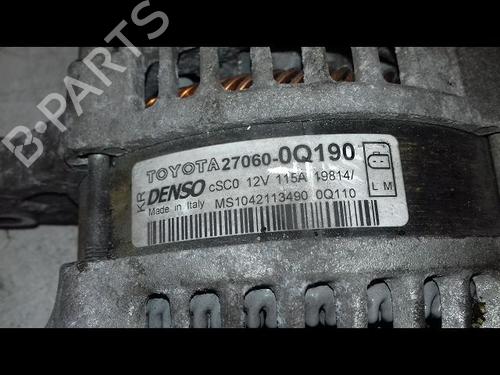 B-PARTS
TOYOTA 27060-0Q190
KR DENSO cSC0 12V 115A 19814/
Made in Italy MS1042113490 0Q110
L M